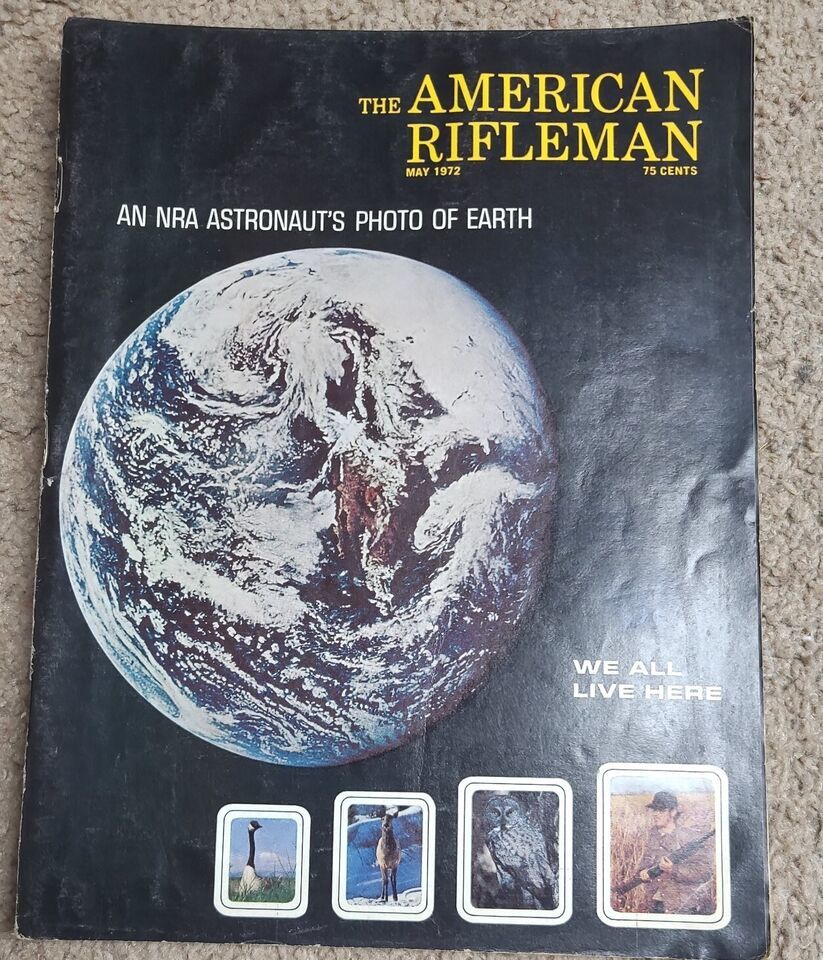 THE AMERICAN
RIFLEMAN
MAY 1972 75 CENTS
AN NRA ASTRONAUT'S PHOTO OF EARTH
WE ALL
LIVE HERE